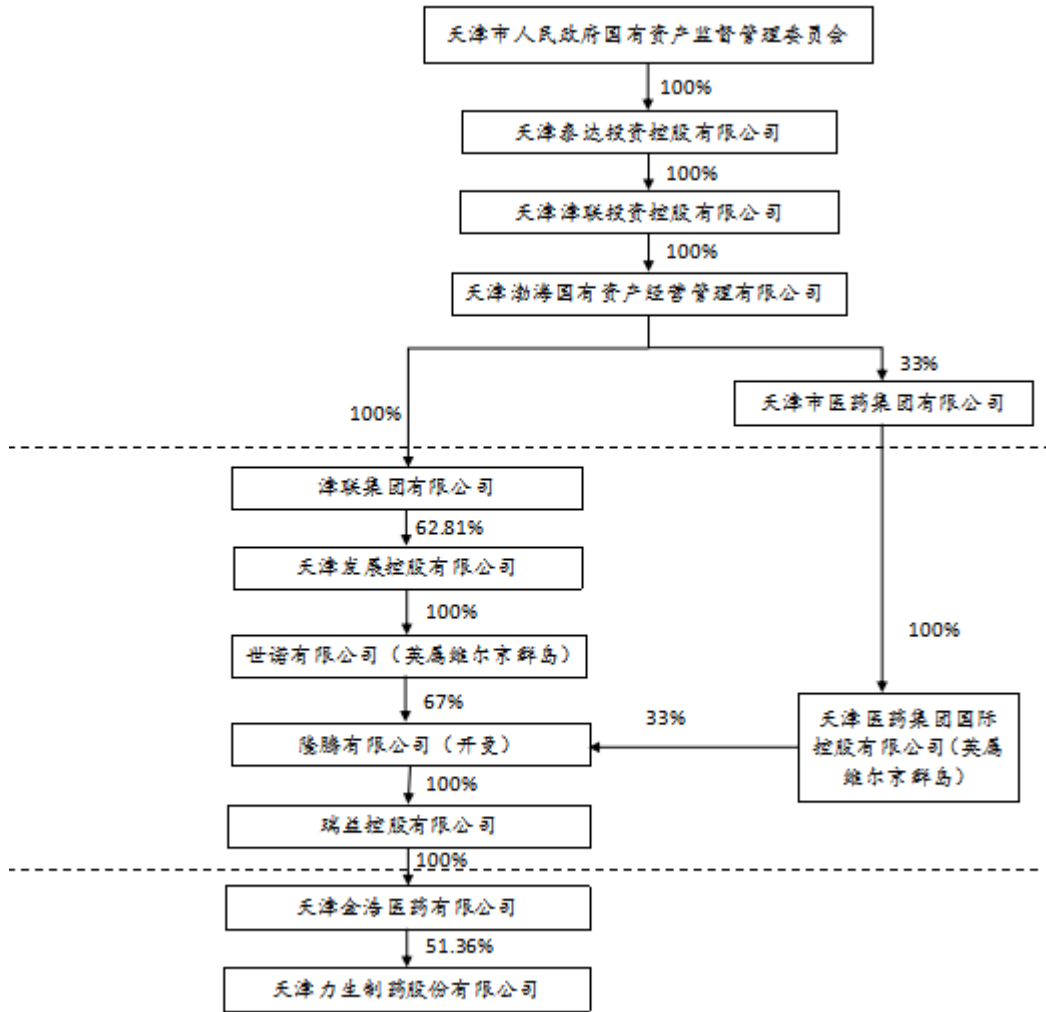 天津市人民政府国有资产监督管理委员会
100%
天津泰达投资控股有限公司
100%
天津津联投资控股有限公司
100%
天津渤海国有资产经营管理有限公司
33%
天津市医药集团有限公司
100%
津联集团有限公司
62.81%
天津发展控股有限公司
100%
世诺有限公司（英属维尔京群岛）
100%
67%
33%
天津医药集团国际
控股有限公司（英属
维尔京群岛）
隆腾有限公司（开曼）
100%
瑞益控股有限公司
100%
天津金浩医药有限公司
51.36%
天津力生制药股份有限公司